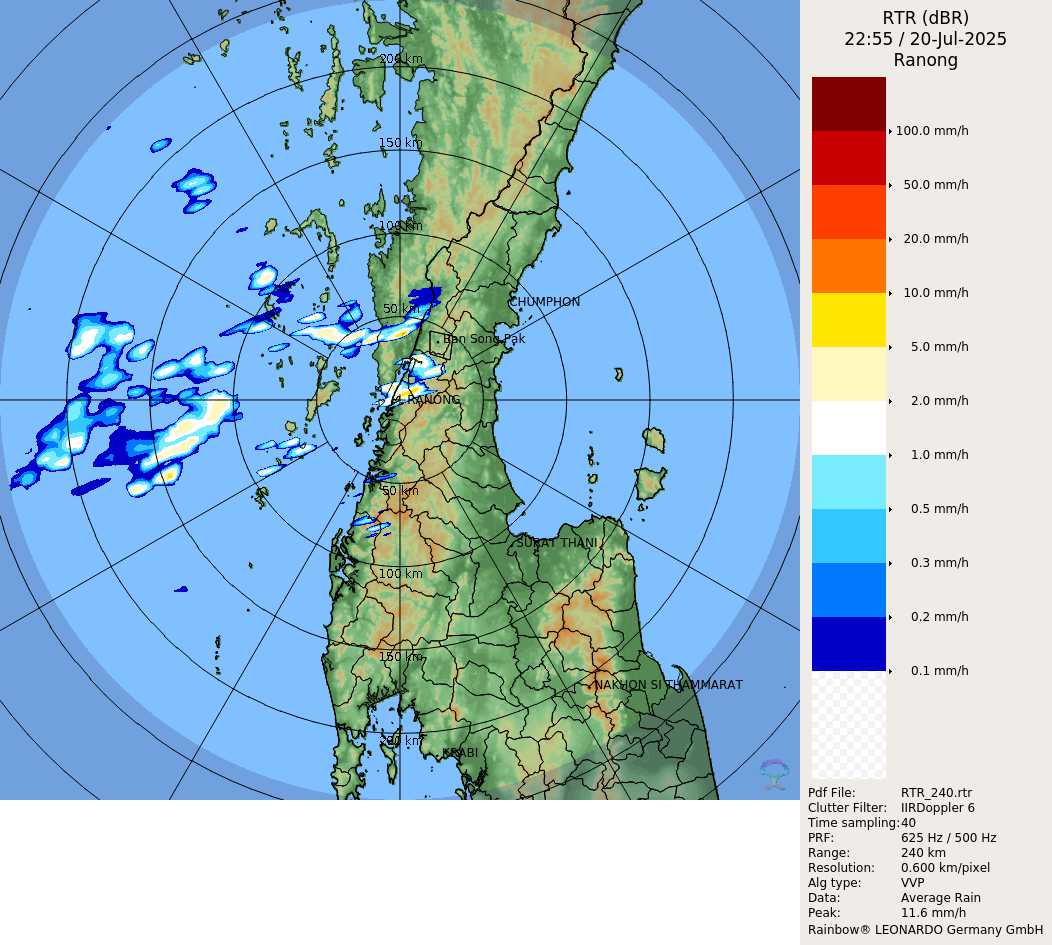 RTR (dBR)
22:55 / 20-Jul-2025
Ranong
200 km
150 km
100 km
50 km
CHUMPHON
Ban Song Pak
RANONG
50 km
SURAT THANI
100 km
150 km
NAKHON SI THAMMARAT
200 km
KRABI
100.0 mm/h
50.0 mm/h
20.0 mm/h
10.0 mm/h
5.0 mm/h
2.0 mm/h
1.0 mm/h
0.5 mm/h
0.3 mm/h
0.2 mm/h
0.1 mm/h
Pdf File: RTR_240.rtr
Clutter Filter: IIRDoppler 6
Time sampling: 40
PRF: 625 Hz / 500 Hz
Range: 240 km
Resolution: 0.600 km/pixel
Alg type: VVP
Data: Average Rain
Peak: 11.6 mm/h
Rainbow® LEONARDO Germany GmbH